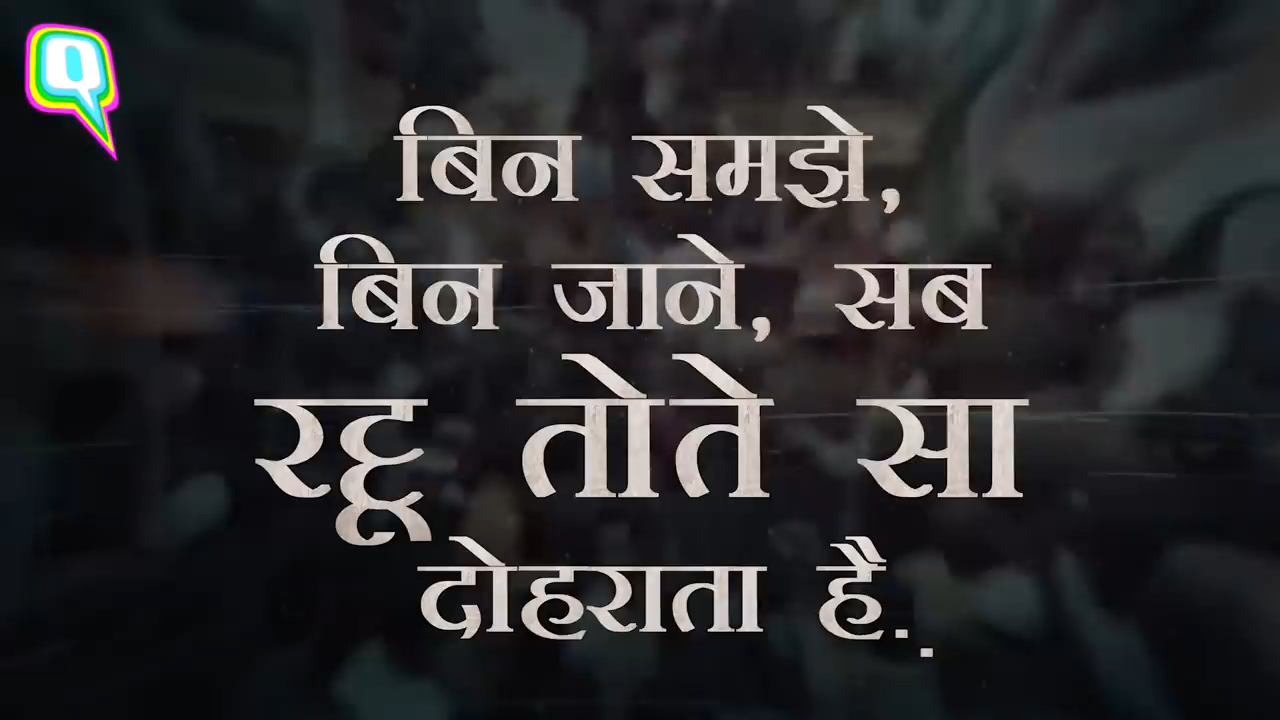 Q
बिन समझे,
बिन जाने, सब
रट्टू तोते सा
दोहराता है..